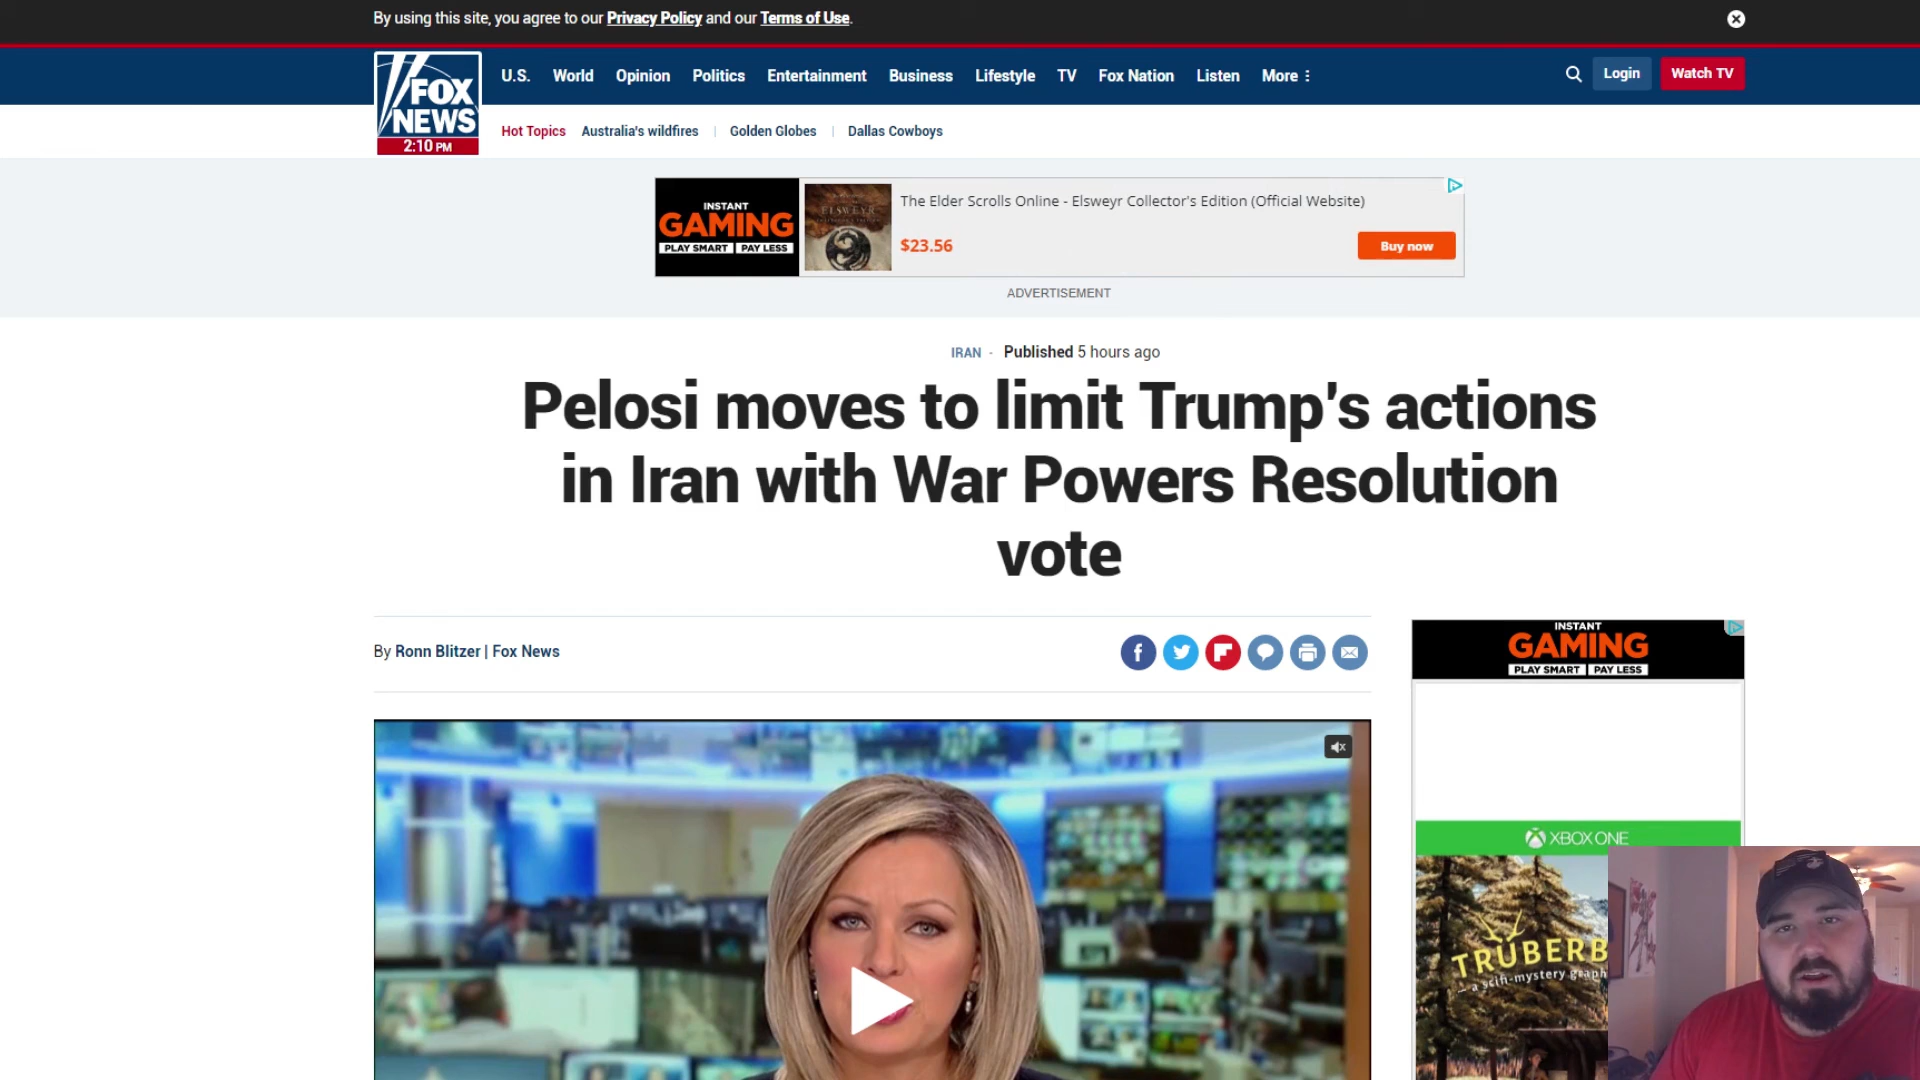 By using this site, you agree to our Privacy Policy and our Terms of Use.
FOX
NEWS
2:10 PM
U.S. World Opinion Politics Entertainment Business Lifestyle TV Fox Nation Listen More
Login
Watch TV
Hot Topics Australia's wildfires Golden Globes Dallas Cowboys
INSTANT
GAMING
PLAY SMART PAY LESS
ELSWEYR
The Elder Scrolls Online - Elsweyr Collector's Edition (Official Website)
$23.56
Buy now
ADVERTISEMENT
IRAN - Published 5 hours ago
Pelosi moves to limit Trump's actions
in Iran with War Powers Resolution
vote
By Ronn Blitzer | Fox News
INSTANT
GAMING
PLAY SMART PAY LESS
XBOX ONE
TRÜBERB
a scifi-mystery graph